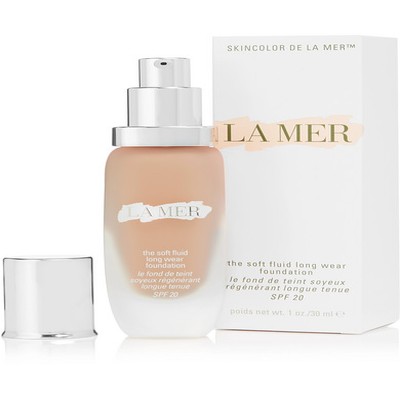 SKINCOLOR DE LA MER™
LA MER
the soft fluid long wear
foundation
le fond de teint soyeux
régénérant longue tenue
SPF 20
poids net wt. 1 oz/30 ml e
LA MER
the soft fluid
long wear
foundation
le fond de teint
soyeux régénérant
longue tenue
SPF 20